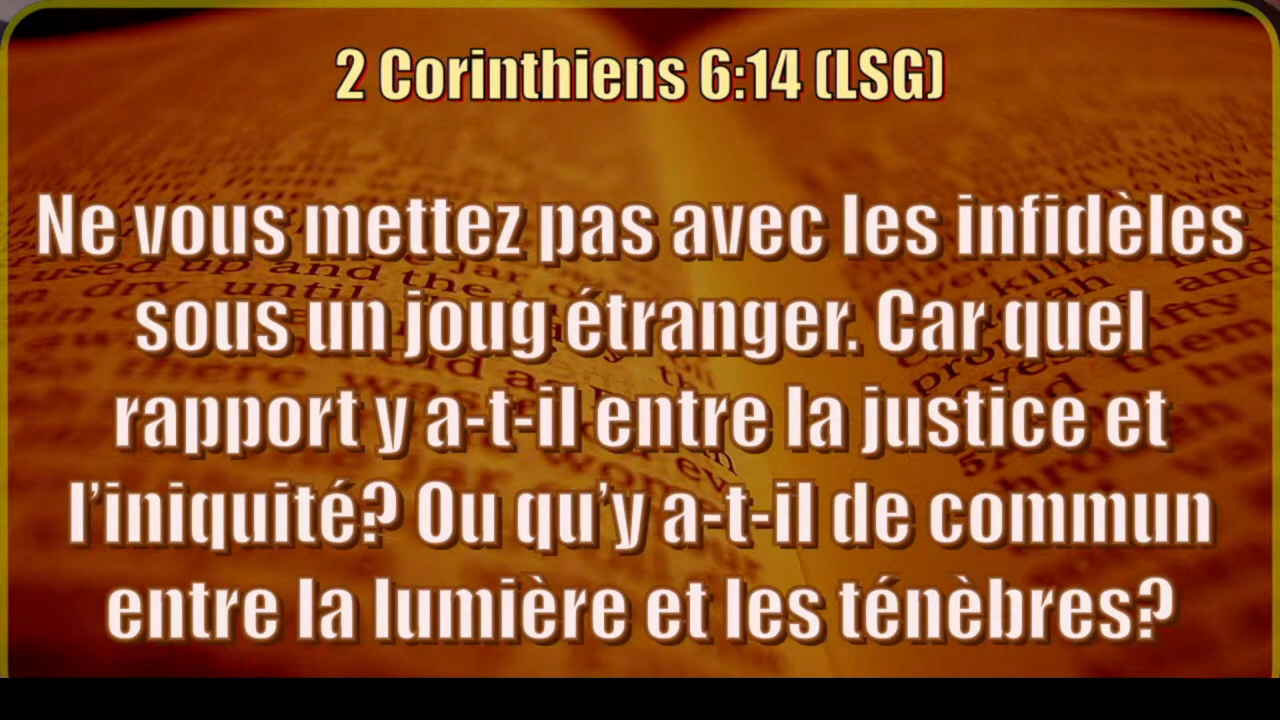 2 Corinthiens 6:14 (LSG)
Ne vous mettez pas avec les infidèles
sous un joug étranger. Car quel
rapport y a-t-il entre la justice et
l’iniquité? Ou qu’y a-t-il de commun
entre la lumière et les ténèbres?